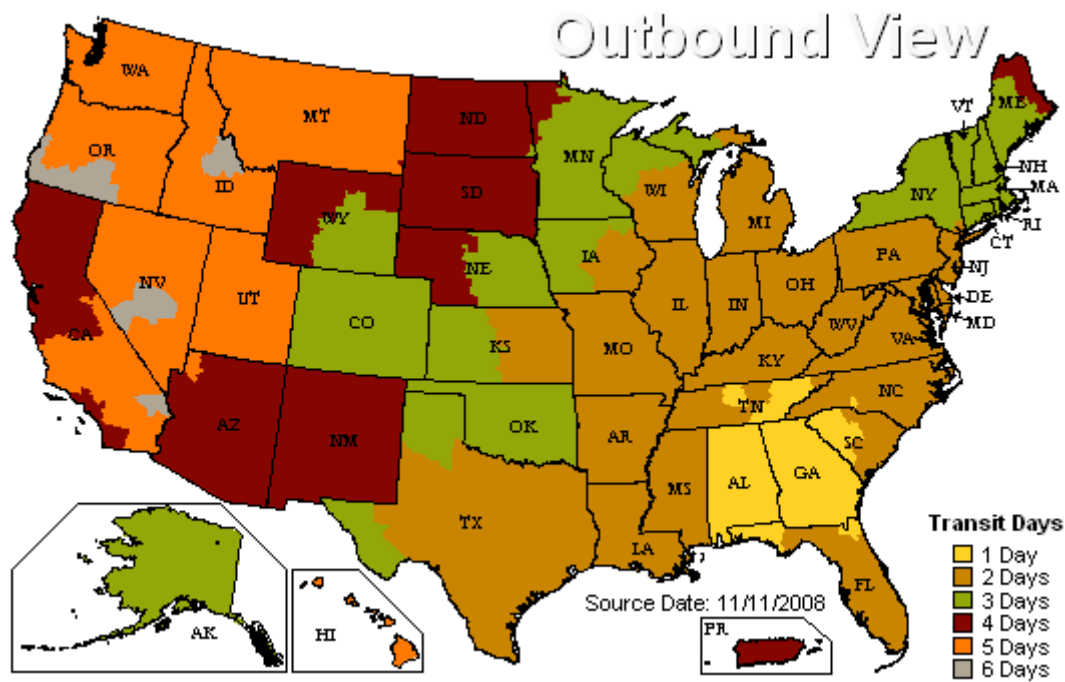 Outbound View
WA
MT
ND
VT
ME
OR
MN
ID
SD
WI
NH
MA
NY
MI
RI
WY
CT
IA
PA
NE
NJ
NV
OH
UT
IL
IN
DE
CO
MD
WV
CA
KS
MO
VA
KY
NC
TN
AZ
OK
AR
SC
NM
GA
AL
MS
TX
LA
FL
AK
HI
PR
Source Date: 11/11/2008
Transit Days
1 Day
2 Days
3 Days
4 Days
5 Days
6 Days